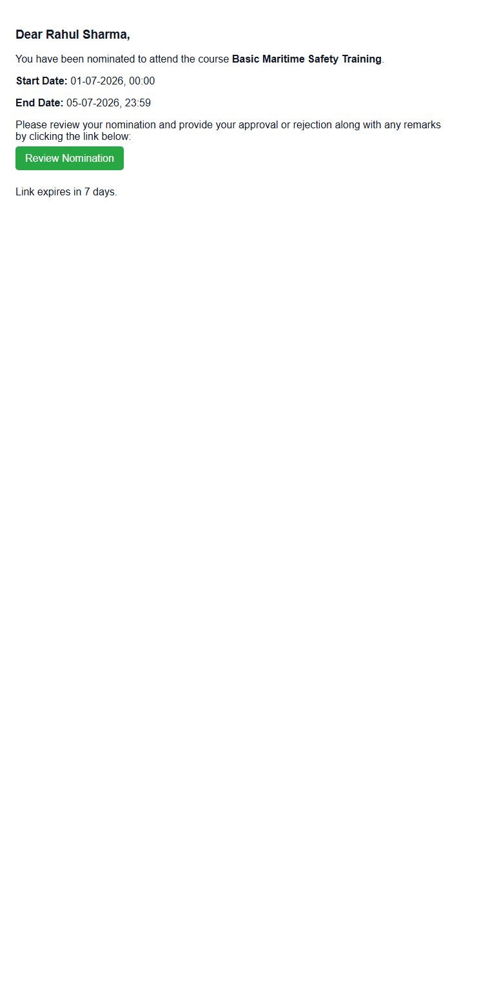 Dear Rahul Sharma,
You have been nominated to attend the course Basic Maritime Safety Training.
Start Date: 01-07-2026, 00:00
End Date: 05-07-2026, 23:59
Please review your nomination and provide your approval or rejection along with any remarks
by clicking the link below:
Review Nomination
Link expires in 7 days.